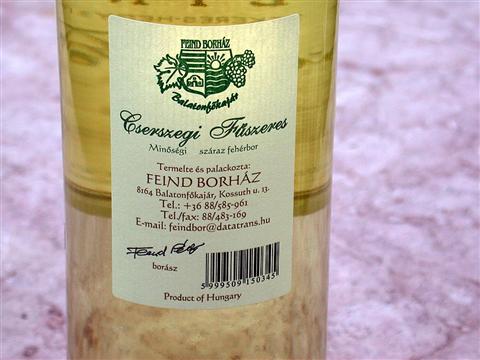 FEIND BORHÁZ
Balatonfőkajár
Cserszegi Fűszeres
Minőségi száraz fehérbor
Termelte és palackozta:
FEIND BORHÁZ
8164 Balatonfőkajár, Kossuth u. 13.
Tel.: +36 88/585-961
Tel./fax: 88/483-169
E-mail: feindbor@datatrans.hu
borász
5 999509 150345
Product of Hungary